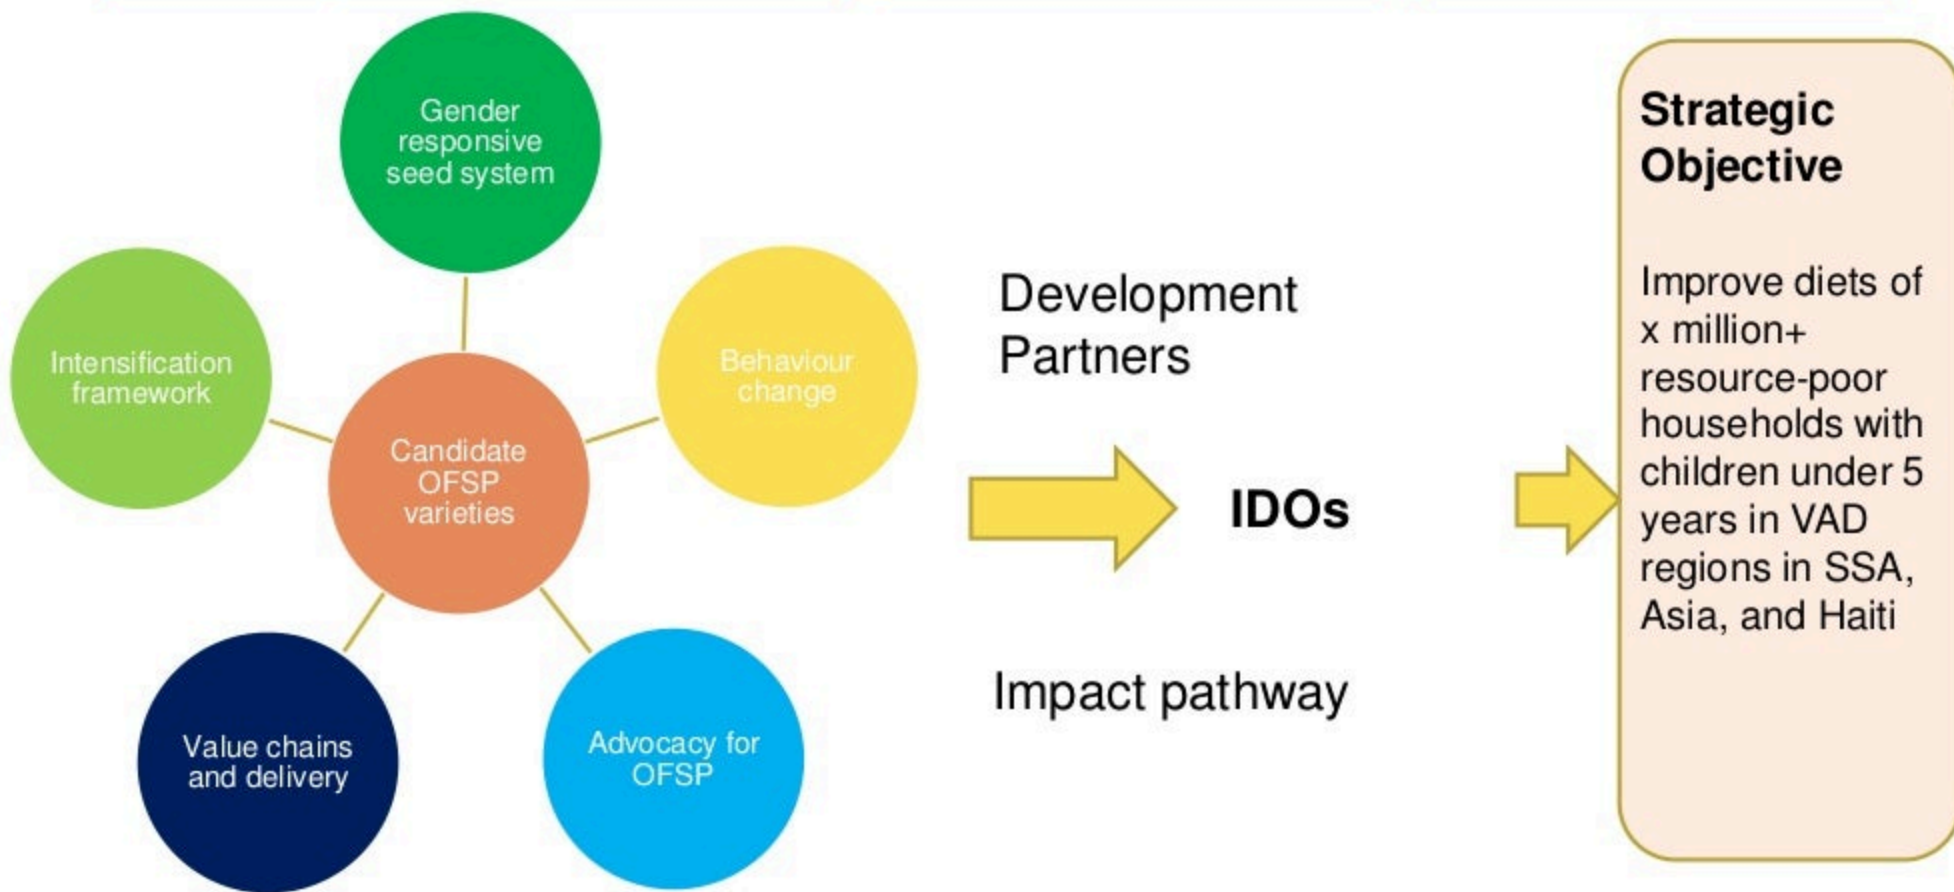 Gender
responsive
seed system
Intensification
framework
Behaviour
change
Candidate
OFSP
varieties
Value chains
and delivery
Advocacy for
OFSP
Development
Partners
IDOs
Impact pathway
Strategic
Objective
Improve diets of
x million+
resource-poor
households with
children under 5
years in VAD
regions in SSA,
Asia, and Haiti